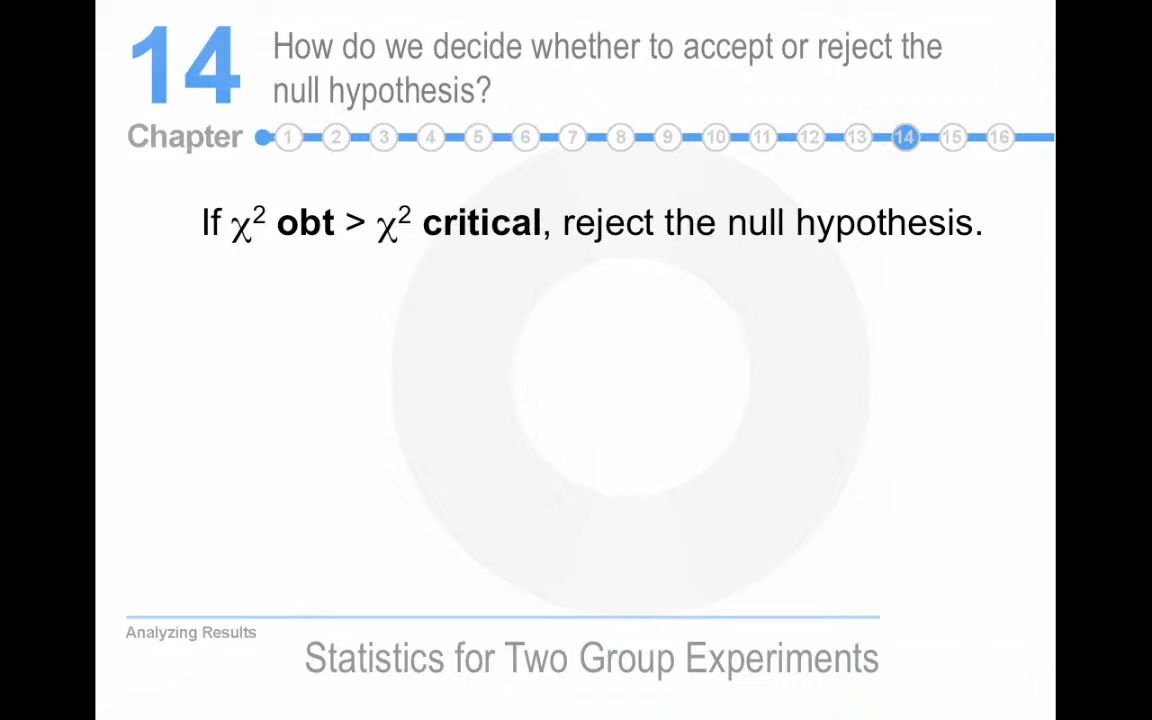 14
How do we decide whether to accept or reject the
null hypothesis?
Chapter
1 2 3 4 5 6 7 8 9 10 11 12 13 14 15 16
If χ² obt > χ² critical, reject the null hypothesis.
Analyzing Results
Statistics for Two Group Experiments